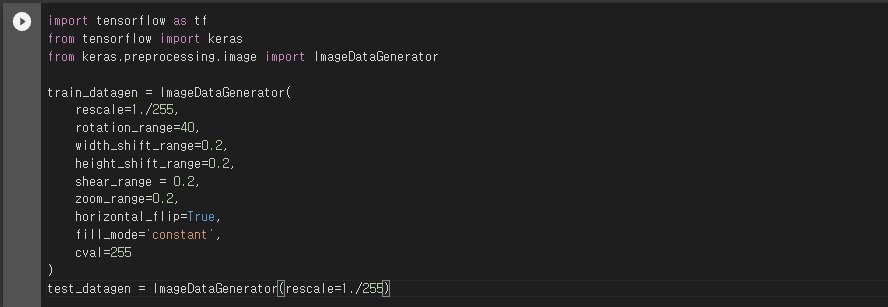 import tensorflow as tf
from tensorflow import keras
from keras.preprocessing.image import ImageDataGenerator

train_datagen = ImageDataGenerator(
    rescale=1./255,
    rotation_range=40,
    width_shift_range=0.2,
    height_shift_range=0.2,
    shear_range = 0.2,
    zoom_range=0.2,
    horizontal_flip=True,
    fill_mode='constant',
    cval=255
)
test_datagen = ImageDataGenerator(rescale=1./255)